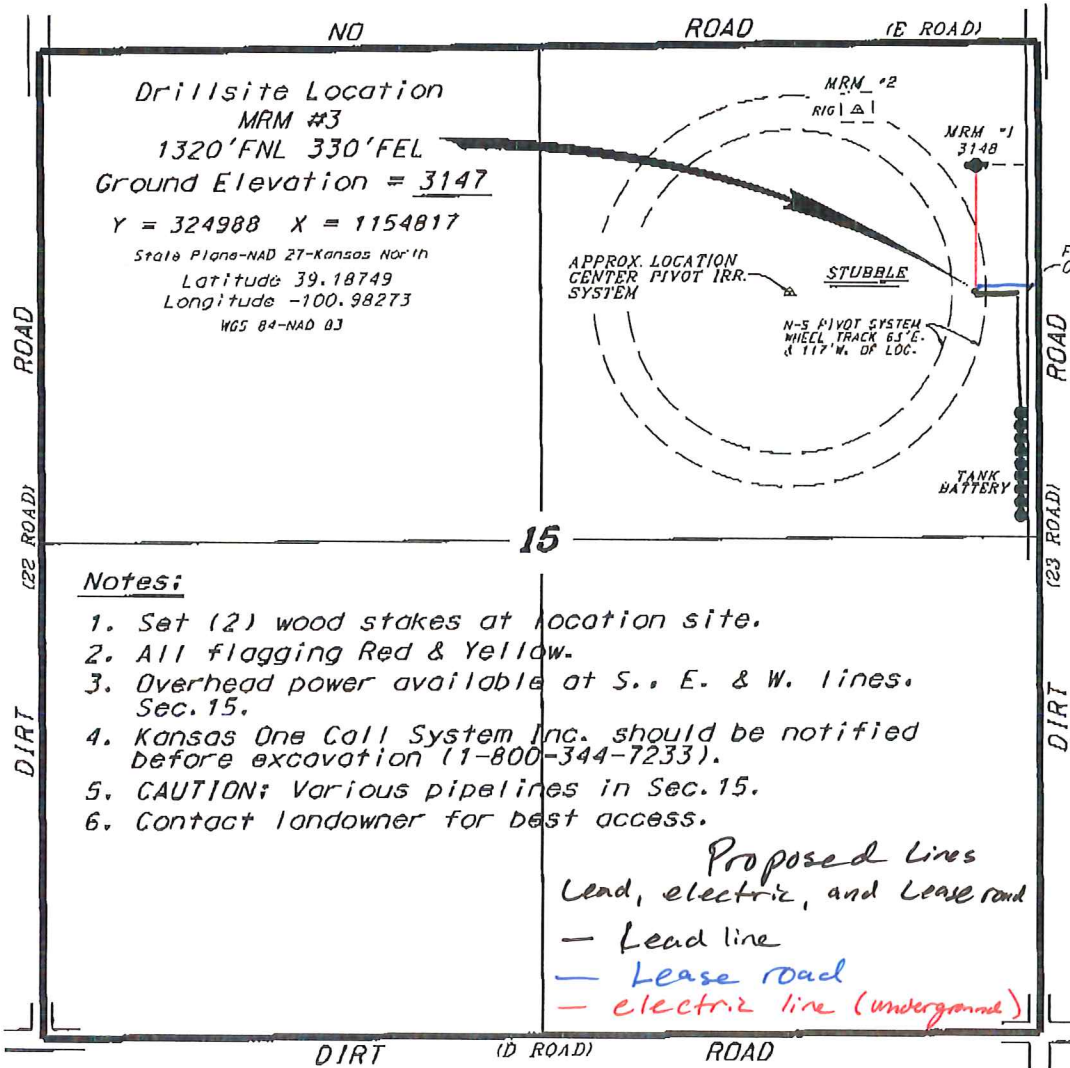 NO ROAD (E ROAD)
Drillsite Location
MRM #3
1320'FNL 330'FEL
Ground Elevation = 3147
Y = 324988 X = 1154817
State Plane-NAD 27-Kansas North
Latitude 39.18749
Longitude -100.98273
WGS 84-NAD 83
MRM #2
RIG
MRM #1
3148
APPROX. LOCATION
CENTER PIVOT IRR.
SYSTEM
STUBBLE
N-S PIVOT SYSTEM
WHEEL TRACK 63'E.
& 117'W. OF LOC.
TANK
BATTERY
DIRT (22 ROAD) ROAD
DIRT (23 ROAD) ROAD
15
Notes:
1. Set (2) wood stakes at location site.
2. All flagging Red & Yellow.
3. Overhead power available at S., E. & W. lines.
Sec.15.
4. Kansas One Call System Inc. should be notified
before excavation (1-800-344-7233).
5. CAUTION: Various pipelines in Sec.15.
6. Contact landowner for best access.
Proposed Lines
Lead, electric, and Lease road
— Lead line
— Lease road
— electric line (underground)
DIRT (D ROAD) ROAD